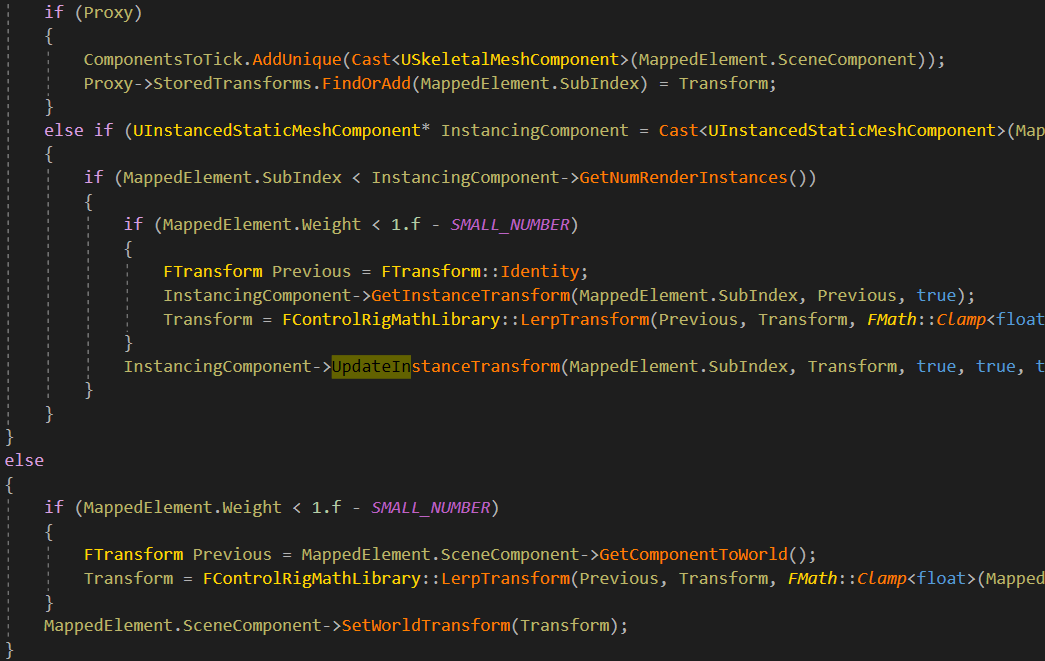 if (Proxy)
{
ComponentsToTick.AddUnique(Cast<USkeletalMeshComponent>(MappedElement.SceneComponent));
Proxy->StoredTransforms.FindOrAdd(MappedElement.SubIndex) = Transform;
}
else if (UInstancedStaticMeshComponent* InstancingComponent = Cast<UInstancedStaticMeshComponent>(Map
{
if (MappedElement.SubIndex < InstancingComponent->GetNumRenderInstances())
{
if (MappedElement.Weight < 1.f - SMALL_NUMBER)
{
FTransform Previous = FTransform::Identity;
InstancingComponent->GetInstanceTransform(MappedElement.SubIndex, Previous, true);
Transform = FControlRigMathLibrary::LerpTransform(Previous, Transform, FMath::Clamp<float
}
InstancingComponent->UpdateInstanceTransform(MappedElement.SubIndex, Transform, true, true, t
}
}
}
else
{
if (MappedElement.Weight < 1.f - SMALL_NUMBER)
{
FTransform Previous = MappedElement.SceneComponent->GetComponentToWorld();
Transform = FControlRigMathLibrary::LerpTransform(Previous, Transform, FMath::Clamp<float>(Mapped
}
MappedElement.SceneComponent->SetWorldTransform(Transform);
}